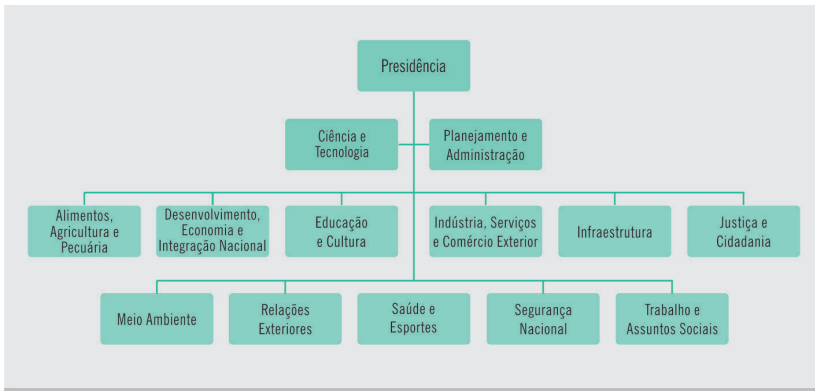 Presidência
Ciência e
Tecnologia
Planejamento e
Administração
Alimentos,
Agricultura e
Pecuária
Desenvolvimento,
Economia e
Integração Nacional
Educação
e Cultura
Indústria, Serviços
e Comércio Exterior
Infraestrutura
Justiça e
Cidadania
Meio Ambiente
Relações
Exteriores
Saúde e
Esportes
Segurança
Nacional
Trabalho e
Assuntos Sociais